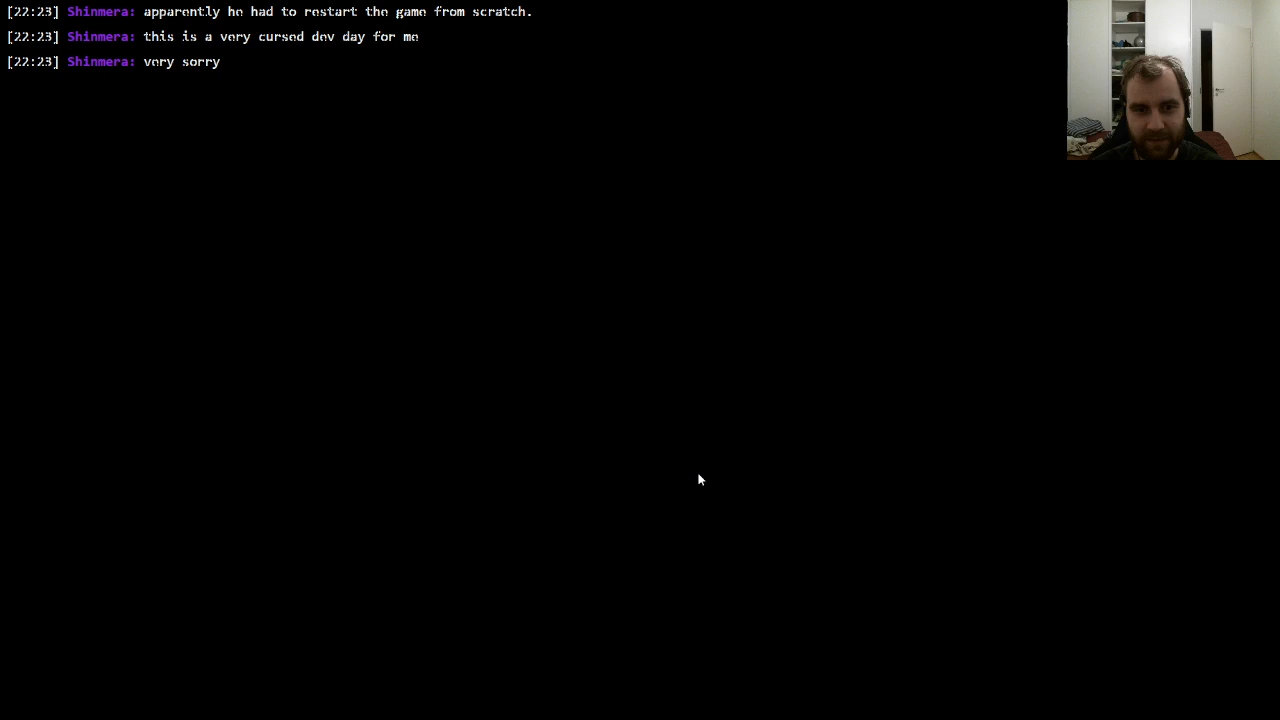 [22:23] Shinmera: apparently he had to restart the game from scratch.
[22:23] Shinmera: this is a very cursed dev day for me
[22:23] Shinmera: very sorry